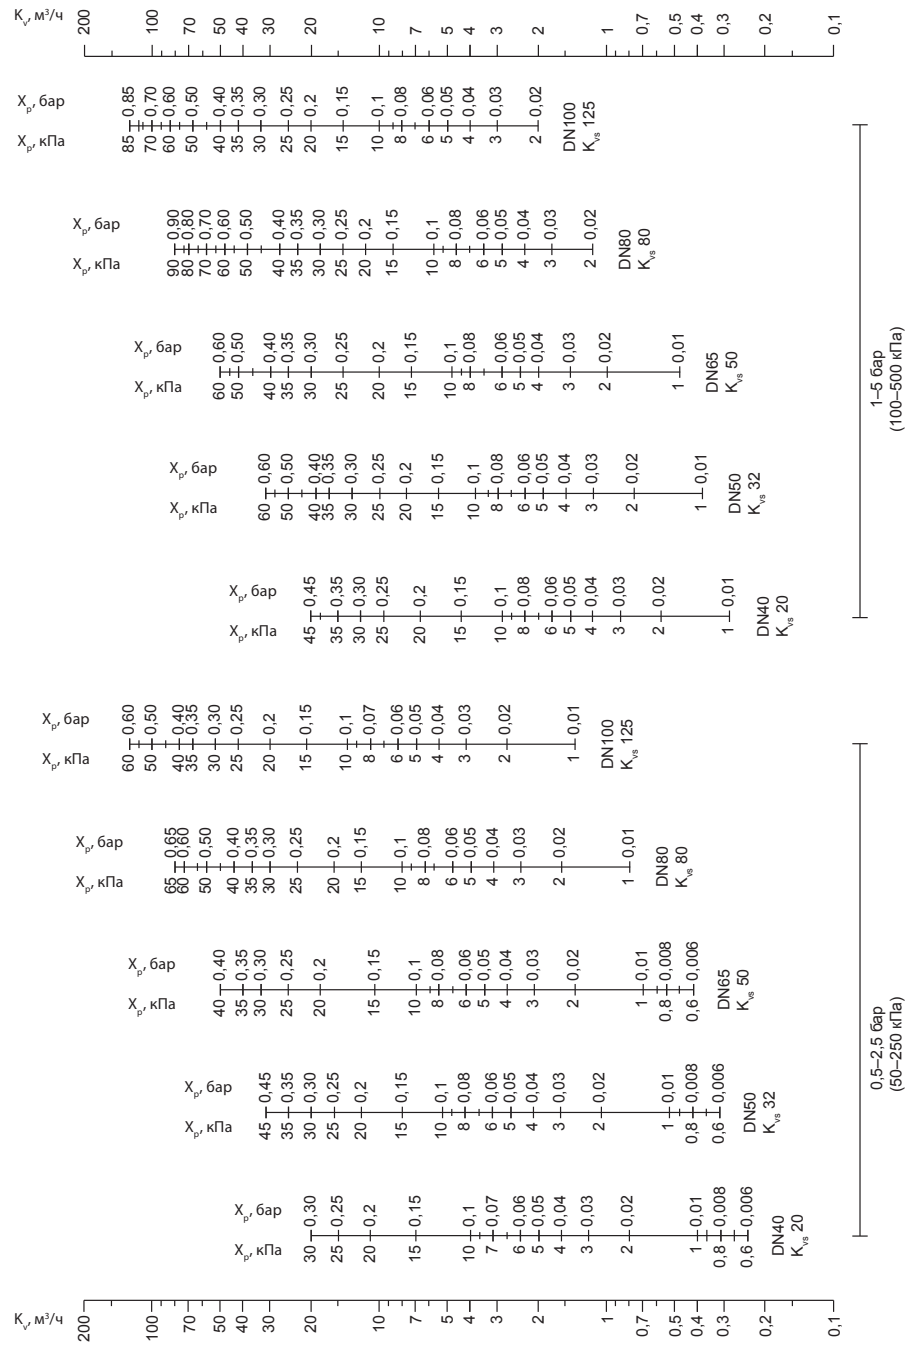 Kv, м³/ч 200 100 70 50 40 30 20 10 7 5 4 3 2 1 0,7 0,5 0,4 0,3 0,2 0,1
Xp, бар 0,85 0,70 0,60 0,50 0,40 0,35 0,30 0,25 0,2 0,15 0,1 0,08 0,06 0,05 0,04 0,03 0,02
Xp, кПа 85 70 60 50 40 35 30 25 20 15 10 8 6 5 4 3 2
DN100
Kvs 125
Xp, бар 0,90 0,80 0,70 0,60 0,50 0,40 0,35 0,30 0,25 0,2 0,15 0,1 0,08 0,06 0,05 0,04 0,03 0,02
Xp, кПа 90 80 70 60 50 40 35 30 25 20 15 10 8 6 5 4 3 2
DN80
Kvs 80
Xp, бар 0,60 0,50 0,40 0,35 0,30 0,25 0,2 0,15 0,1 0,08 0,06 0,05 0,04 0,03 0,02 0,01
Xp, кПа 60 50 40 35 30 25 20 15 10 8 6 5 4 3 2 1
DN65
Kvs 50
Xp, бар 0,60 0,50 0,40 0,35 0,30 0,25 0,2 0,15 0,1 0,08 0,06 0,05 0,04 0,03 0,02 0,01
Xp, кПа 60 50 40 35 30 25 20 15 10 8 6 5 4 3 2 1
DN50
Kvs 32
Xp, бар 0,45 0,35 0,30 0,25 0,2 0,15 0,1 0,08 0,06 0,05 0,04 0,03 0,02 0,01
Xp, кПа 45 35 30 25 20 15 10 8 6 5 4 3 2 1
DN40
Kvs 20
1–5 бар
(100–500 кПа)
Xp, бар 0,60 0,50 0,40 0,35 0,30 0,25 0,2 0,15 0,1 0,07 0,06 0,05 0,04 0,03 0,02 0,01
Xp, кПа 60 50 40 35 30 25 20 15 10 8 6 5 4 3 2 1
DN100
Kvs 125
Xp, бар 0,65 0,60 0,50 0,40 0,35 0,30 0,25 0,2 0,15 0,1 0,08 0,06 0,05 0,04 0,03 0,02 0,01
Xp, кПа 65 60 50 40 35 30 25 20 15 10 8 6 5 4 3 2 1
DN80
Kvs 80
Xp, бар 0,40 0,35 0,30 0,25 0,2 0,15 0,1 0,08 0,06 0,05 0,04 0,03 0,02 0,01 0,008 0,006
Xp, кПа 40 35 30 25 20 15 10 8 6 5 4 3 2 1 0,8 0,6
DN65
Kvs 50
Xp, бар 0,45 0,35 0,30 0,25 0,2 0,15 0,1 0,08 0,06 0,05 0,04 0,03 0,02 0,01 0,008 0,006
Xp, кПа 45 35 30 25 20 15 10 8 6 5 4 3 2 1 0,8 0,6
DN50
Kvs 32
Xp, бар 0,30 0,25 0,2 0,15 0,1 0,07 0,06 0,05 0,04 0,03 0,02 0,01 0,008 0,006
Xp, кПа 30 25 20 15 10 7 6 5 4 3 2 1 0,8 0,6
DN40
Kvs 20
0,5–2,5 бар
(50–250 кПа)
Kv, м³/ч 200 100 70 50 40 30 20 10 7 5 4 3 2 1 0,7 0,5 0,4 0,3 0,2 0,1